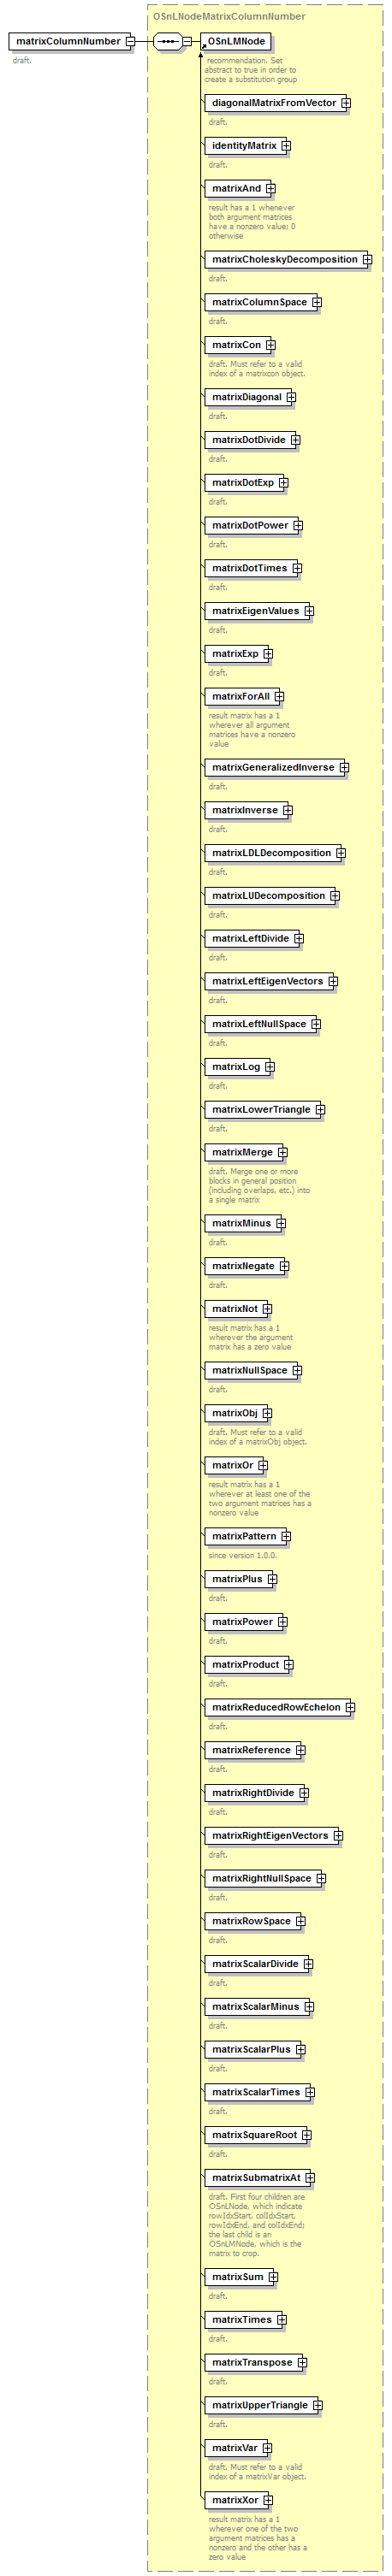 OSnLNodeMatrixColumnNumber
matrixColumnNumber
draft.
OSnLMNode
recommendation. Set
abstract to true in order to
create a substitution group
diagonalMatrixFromVector
draft.
identityMatrix
draft.
matrixAnd
result has a 1 whenever
both argument matrices
have a nonzero value; 0
otherwise
matrixCholeskyDecomposition
draft.
matrixColumnSpace
draft.
matrixCon
draft. Must refer to a valid
index of a matrixcon object.
matrixDiagonal
draft.
matrixDotDivide
draft.
matrixDotExp
draft.
matrixDotPower
draft.
matrixDotTimes
draft.
matrixEigenValues
draft.
matrixExp
draft.
matrixForAll
result matrix has a 1
wherever all argument
matrices have a nonzero
value
matrixGeneralizedInverse
draft.
matrixInverse
draft.
matrixLDLDecomposition
draft.
matrixLUDecomposition
draft.
matrixLeftDivide
draft.
matrixLeftEigenVectors
draft.
matrixLeftNullSpace
draft.
matrixLog
draft.
matrixLowerTriangle
draft.
matrixMerge
draft. Merge one or more
blocks in general position
(including overlaps, etc.) into
a single matrix
matrixMinus
draft.
matrixNegate
draft.
matrixNot
result matrix has a 1
wherever the argument
matrix has a zero value
matrixNullSpace
draft.
matrixObj
draft. Must refer to a valid
index of a matrixObj object.
matrixOr
result matrix has a 1
wherever at least one of the
two argument matrices has a
nonzero value
matrixPattern
since version 1.0.0.
matrixPlus
draft.
matrixPower
draft.
matrixProduct
draft.
matrixReducedRowEchelon
draft.
matrixReference
draft.
matrixRightDivide
draft.
matrixRightEigenVectors
draft.
matrixRightNullSpace
draft.
matrixRowSpace
draft.
matrixScalarDivide
draft.
matrixScalarMinus
draft.
matrixScalarPlus
draft.
matrixScalarTimes
draft.
matrixSquareRoot
draft.
matrixSubmatrixAt
draft. First four children are
OSnLNode, which indicate
rowIdxStart, colIdxStart,
rowIdxEnd, and colIdxEnd;
the last child is an
OSnLMNode, which is the
matrix to crop.
matrixSum
draft.
matrixTimes
draft.
matrixTranspose
draft.
matrixUpperTriangle
draft.
matrixVar
draft. Must refer to a valid
index of a matrixVar object.
matrixXor
result matrix has a 1
wherever one of the two
argument matrices has a
nonzero and the other has a
zero value